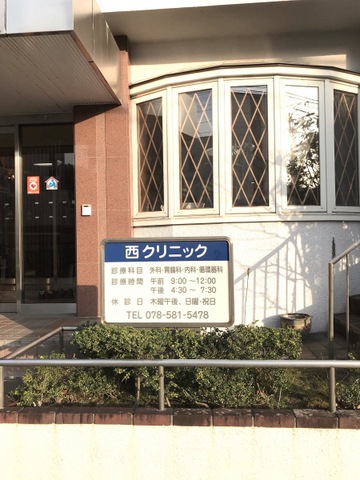 西クリニック
診療科目 外科・胃腸科・内科・循環器科
診療時間 午前 9:00～12:00
午後 4:30～7:30
休診日 木曜午後、日曜・祝日
TEL 078-581-5478